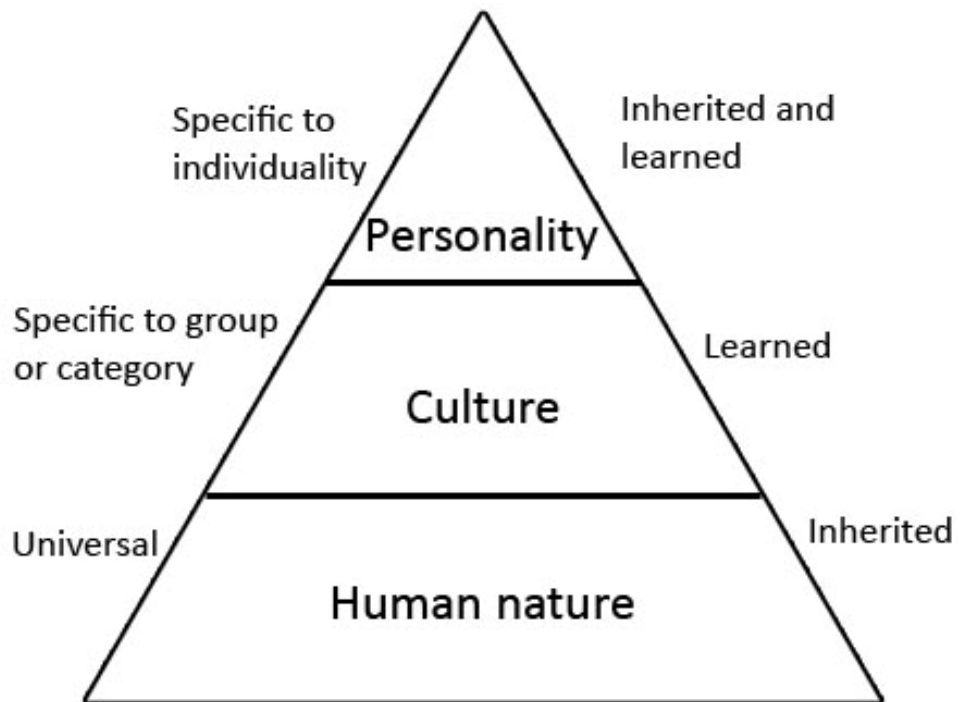 Specific to
individuality
Inherited and
learned
Personality
Specific to group
or category
Learned
Culture
Universal
Inherited
Human nature